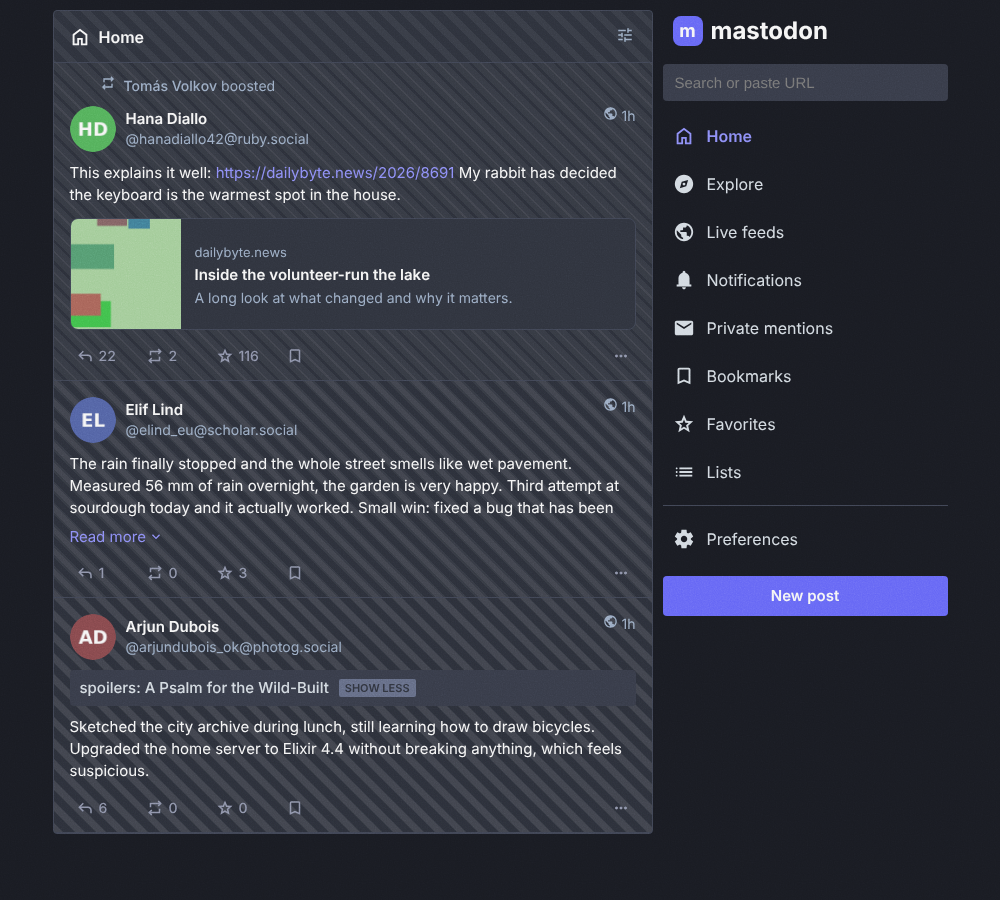 Home
Tomás Volkov boosted
HD
Hana Diallo
1h
@hanadiallo42@ruby.social
This explains it well: https://dailybyte.news/2026/8691 My rabbit has decided
the keyboard is the warmest spot in the house.
dailybyte.news
Inside the volunteer-run the lake
A long look at what changed and why it matters.
22 2 116
EL
Elif Lind
1h
@elind_eu@scholar.social
The rain finally stopped and the whole street smells like wet pavement.
Measured 56 mm of rain overnight, the garden is very happy. Third attempt at
sourdough today and it actually worked. Small win: fixed a bug that has been
Read more
1 0 3
AD
Arjun Dubois
1h
@arjundubois_ok@photog.social
spoilers: A Psalm for the Wild-Built SHOW LESS
Sketched the city archive during lunch, still learning how to draw bicycles.
Upgraded the home server to Elixir 4.4 without breaking anything, which feels
suspicious.
6 0 0
m mastodon
Search or paste URL
Home
Explore
Live feeds
Notifications
Private mentions
Bookmarks
Favorites
Lists
Preferences
New post